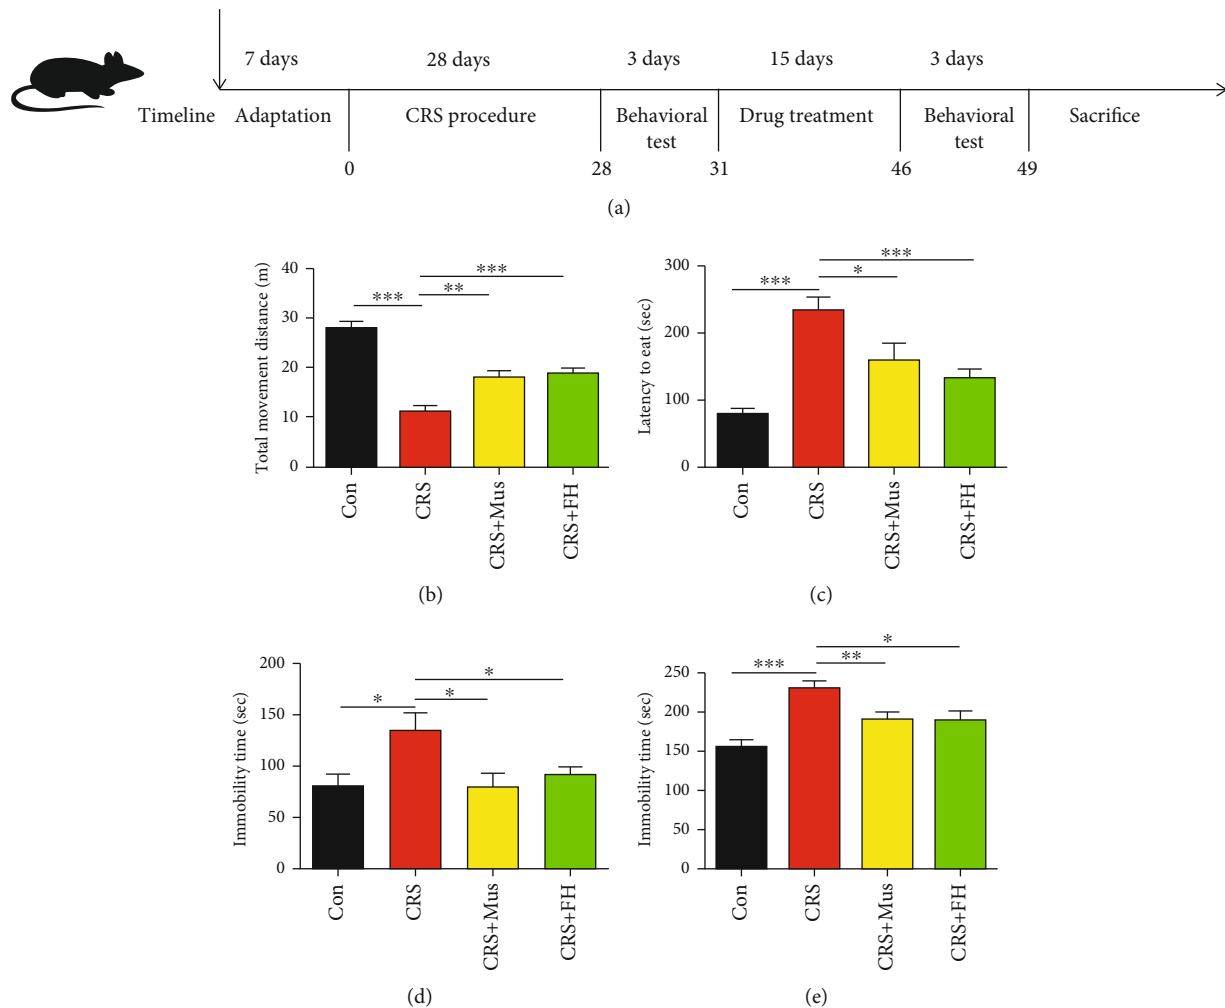 7 days 28 days 3 days 15 days 3 days
Timeline Adaptation CRS procedure Behavioral test Drug treatment Behavioral test Sacrifice
0 28 31 46 49
(a)
Total movement distance (m)
40
30
20
10
0
*** ** ***
Con CRS CRS+Mus CRS+FH
(b)
Latency to eat (sec)
300
200
100
0
*** * ***
Con CRS CRS+Mus CRS+FH
(c)
Immobility time (sec)
200
150
100
50
0
* * *
Con CRS CRS+Mus CRS+FH
(d)
Immobility time (sec)
250
200
150
100
50
0
*** ** *
Con CRS CRS+Mus CRS+FH
(e)